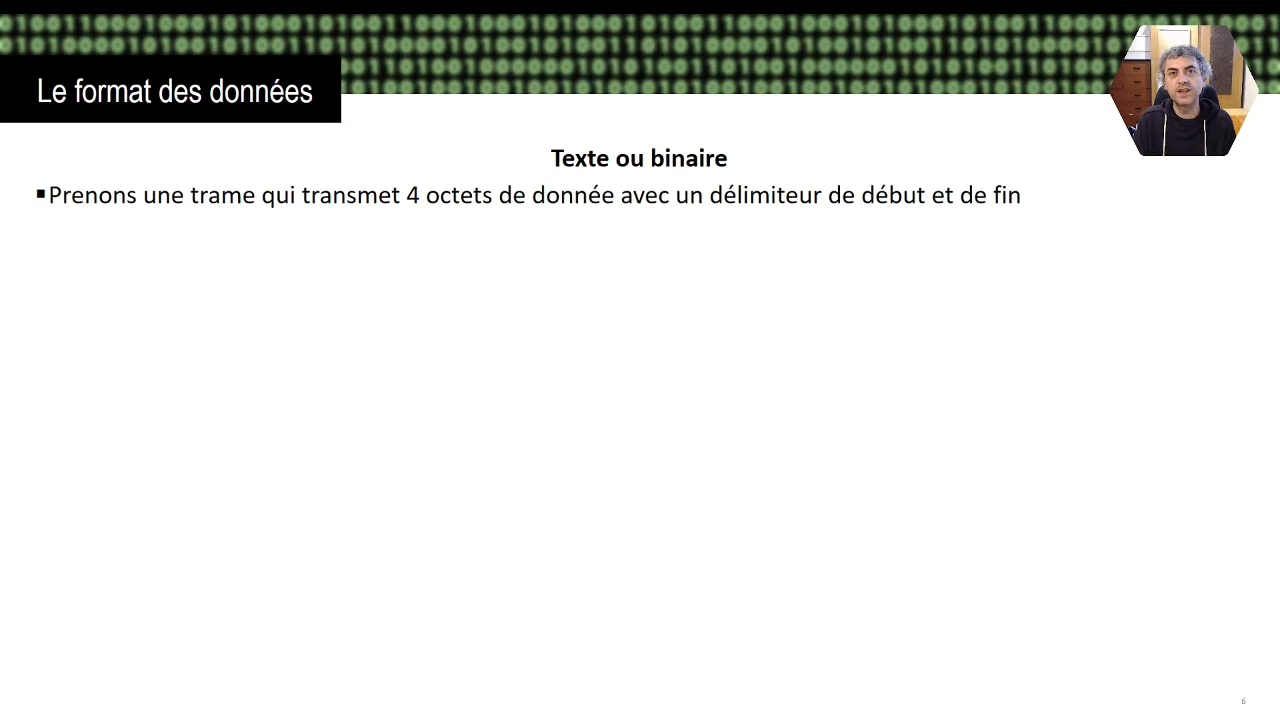 Le format des données
Texte ou binaire
▪Prenons une trame qui transmet 4 octets de donnée avec un délimiteur de début et de fin
6